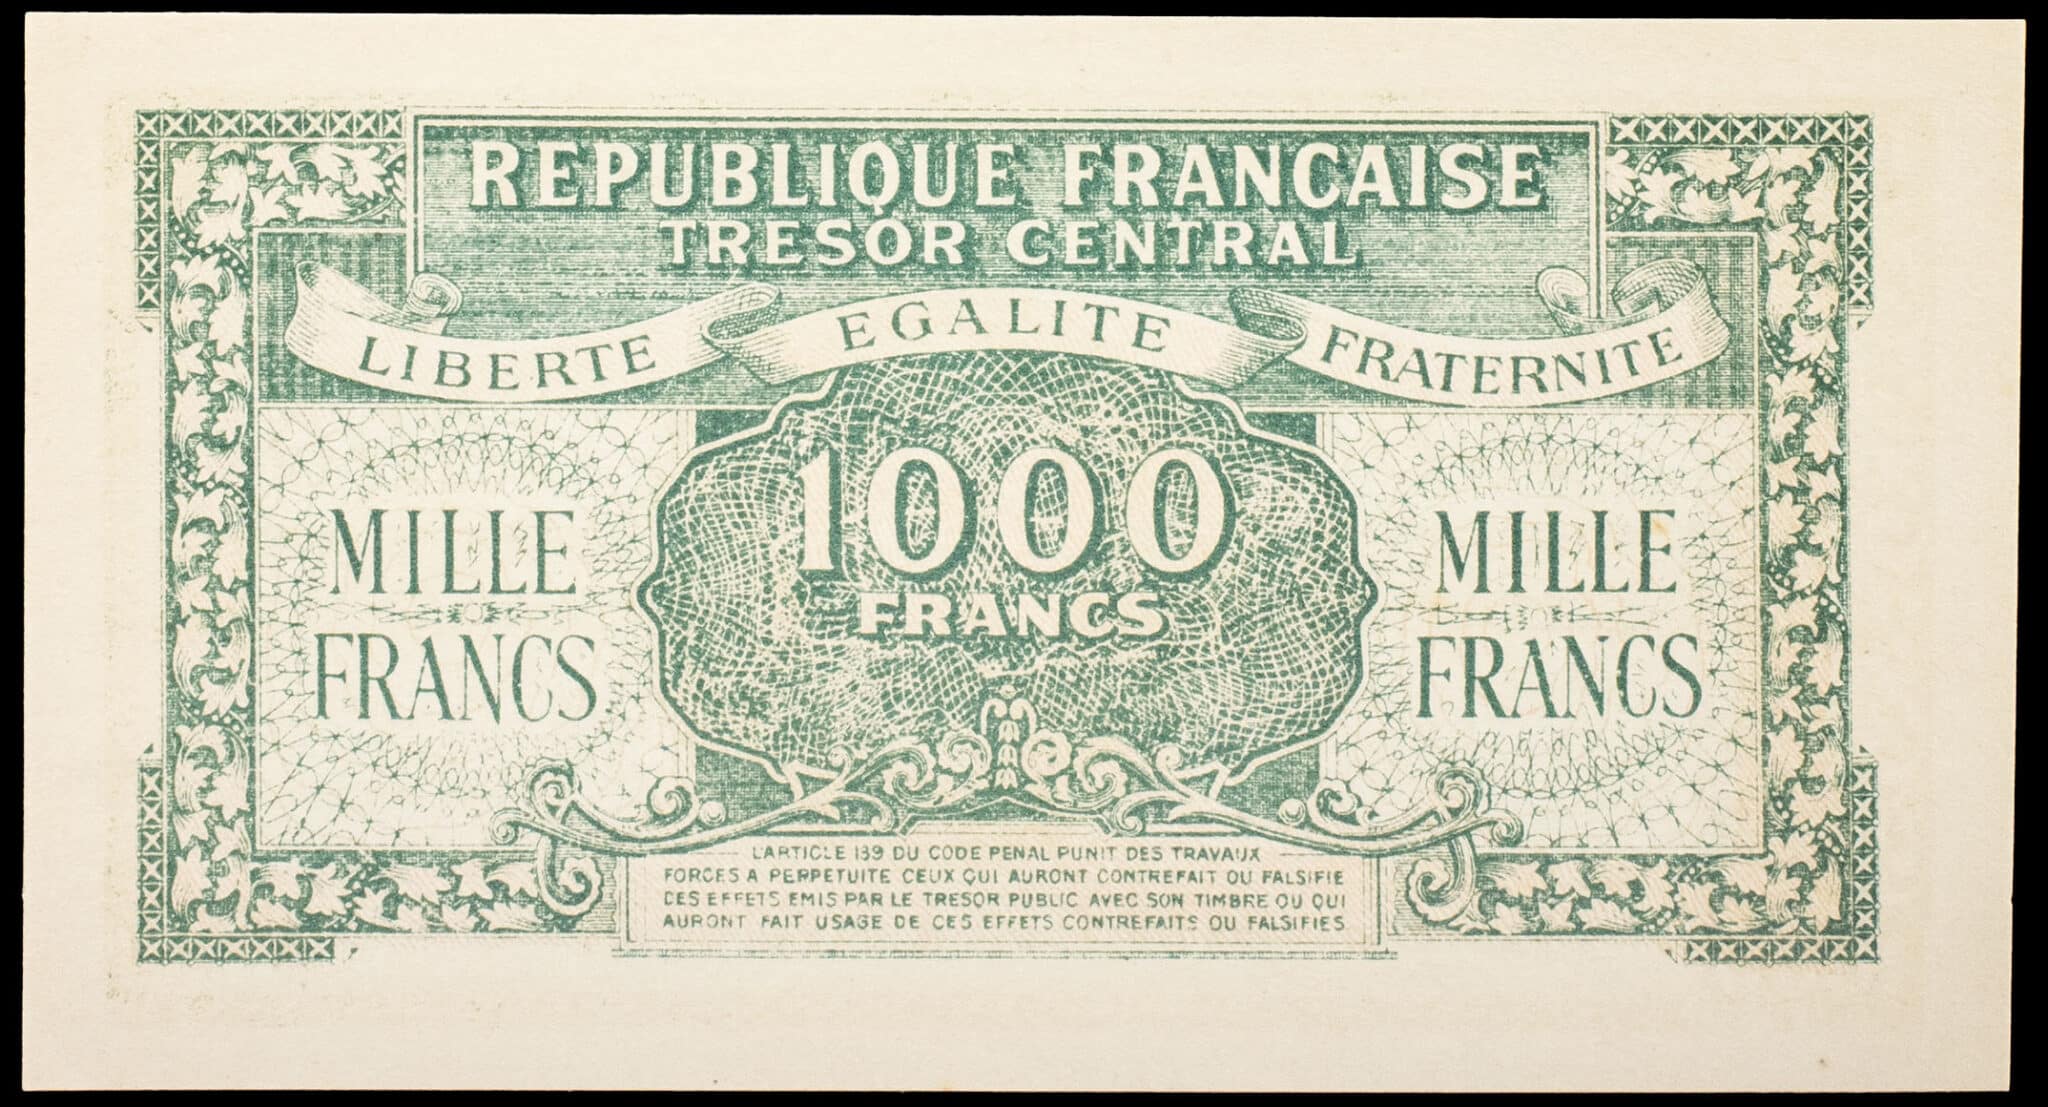 REPUBLIQUE FRANCAISE
TRESOR CENTRAL
LIBERTE EGALITE FRATERNITE
1000
FRANCS
MILLE
FRANCS
MILLE
FRANCS
L'ARTICLE 139 DU CODE PENAL PUNIT DES TRAVAUX
FORCES A PERPETUITE CEUX QUI AURONT CONTREFAIT OU FALSIFIE
DES EFFETS EMIS PAR LE TRESOR PUBLIC AVEC SON TIMBRE OU QUI
AURONT FAIT USAGE DE CES EFFETS CONTREFAITS OU FALSIFIES.